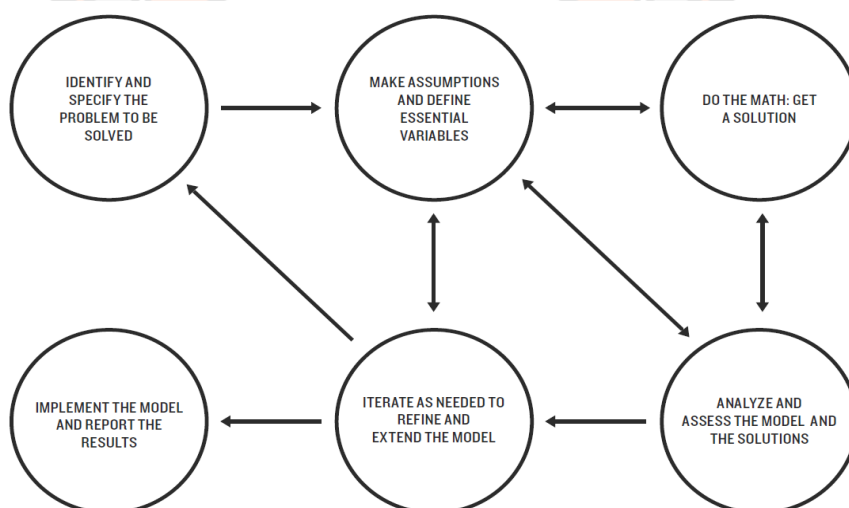 IDENTIFY AND
SPECIFY THE
PROBLEM TO BE
SOLVED
MAKE ASSUMPTIONS
AND DEFINE
ESSENTIAL
VARIABLES
DO THE MATH: GET
A SOLUTION
IMPLEMENT THE MODEL
AND REPORT THE
RESULTS
ITERATE AS NEEDED TO
REFINE AND
EXTEND THE MODEL
ANALYZE AND
ASSESS THE MODEL AND
THE SOLUTIONS